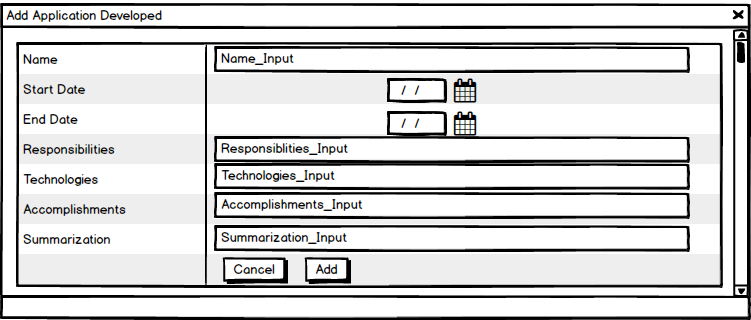 Add Application Developed
Name Name_Input
Start Date / /
End Date / /
Responsibilities Responsiblities_Input
Technologies Technologies_Input
Accomplishments Accomplishments_Input
Summarization Summarization_Input
Cancel Add